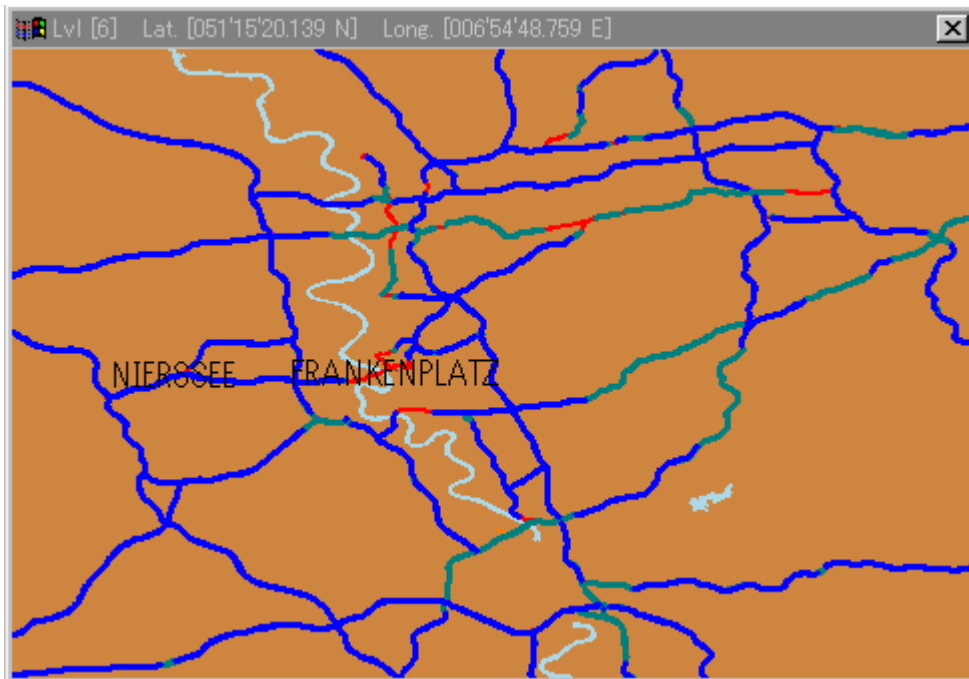 Lvl [6] Lat. [051'15'20.139 N] Long. [006'54'48.759 E]
NIERSSEE FRANKENPLATZ